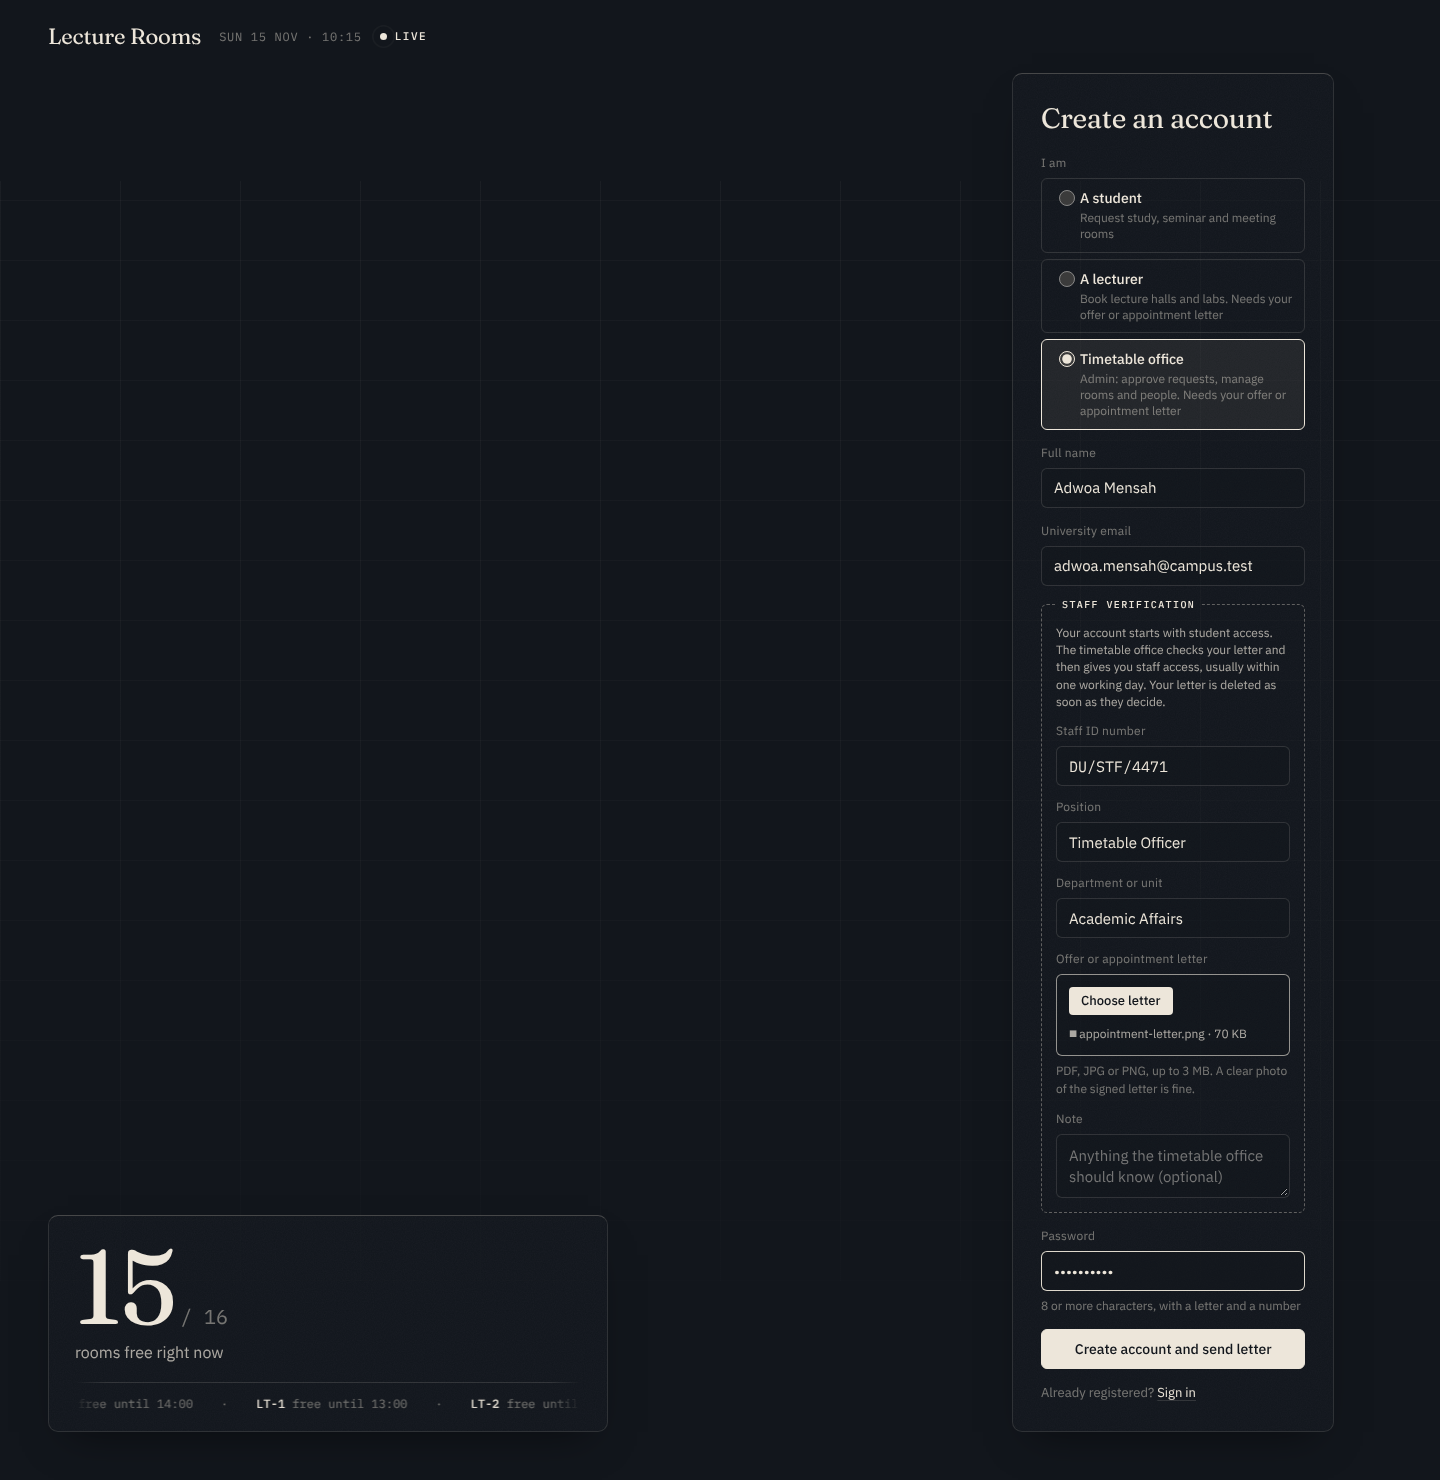 Lecture Rooms SUN 15 NOV · 10:15 LIVE
Create an account
I am
A student
Request study, seminar and meeting
rooms
A lecturer
Book lecture halls and labs. Needs your
offer or appointment letter
Timetable office
Admin: approve requests, manage
rooms and people. Needs your offer or
appointment letter
Full name
Adwoa Mensah
University email
adwoa.mensah@campus.test
STAFF VERIFICATION
Your account starts with student access.
The timetable office checks your letter and
then gives you staff access, usually within
one working day. Your letter is deleted as
soon as they decide.
Staff ID number
DU/STF/4471
Position
Timetable Officer
Department or unit
Academic Affairs
Offer or appointment letter
Choose letter
appointment-letter.png · 70 KB
PDF, JPG or PNG, up to 3 MB. A clear photo
of the signed letter is fine.
Note
Anything the timetable office
should know (optional)
Password
••••••••••
8 or more characters, with a letter and a number
Create account and send letter
Already registered? Sign in
15 / 16
rooms free right now
free until 14:00 · LT-1 free until 13:00 · LT-2 free until